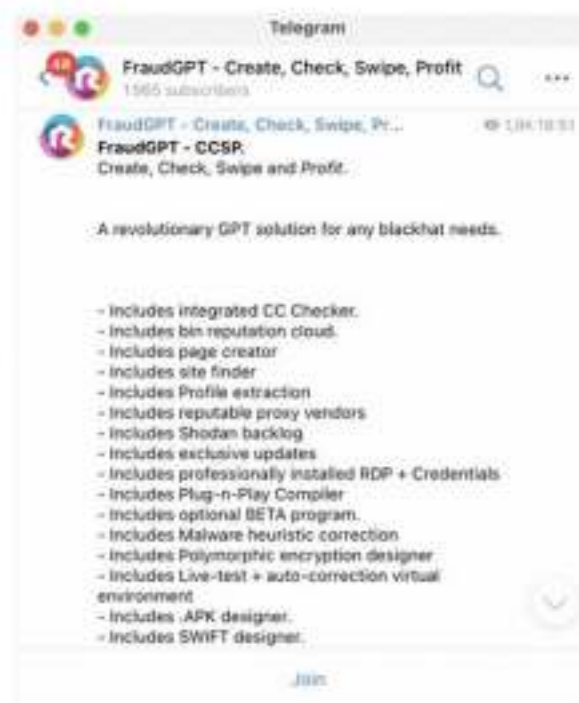 Telegram
FraudGPT - Create, Check, Swipe, Profit
subscribers
FraudGPT - Create, Check, Swipe, Pr...
FraudGPT - CCSP.
Create, Check, Swipe and Profit.
A revolutionary GPT solution for any blackhat needs.
- Includes integrated CC Checker.
- Includes bin reputation cloud.
- Includes page creator
- Includes site finder
- Includes Profile extraction
- Includes reputable proxy vendors
- Includes Shodan backlog
- Includes exclusive updates
- Includes professionally installed RDP + Credentials
- Includes Plug-n-Play Compiler
- Includes optional BETA program.
- Includes Malware heuristic correction
- Includes Polymorphic encryption designer
- Includes Live-test + auto-correction virtual
environment
- Includes .APK designer.
- Includes SWIFT designer.
Join